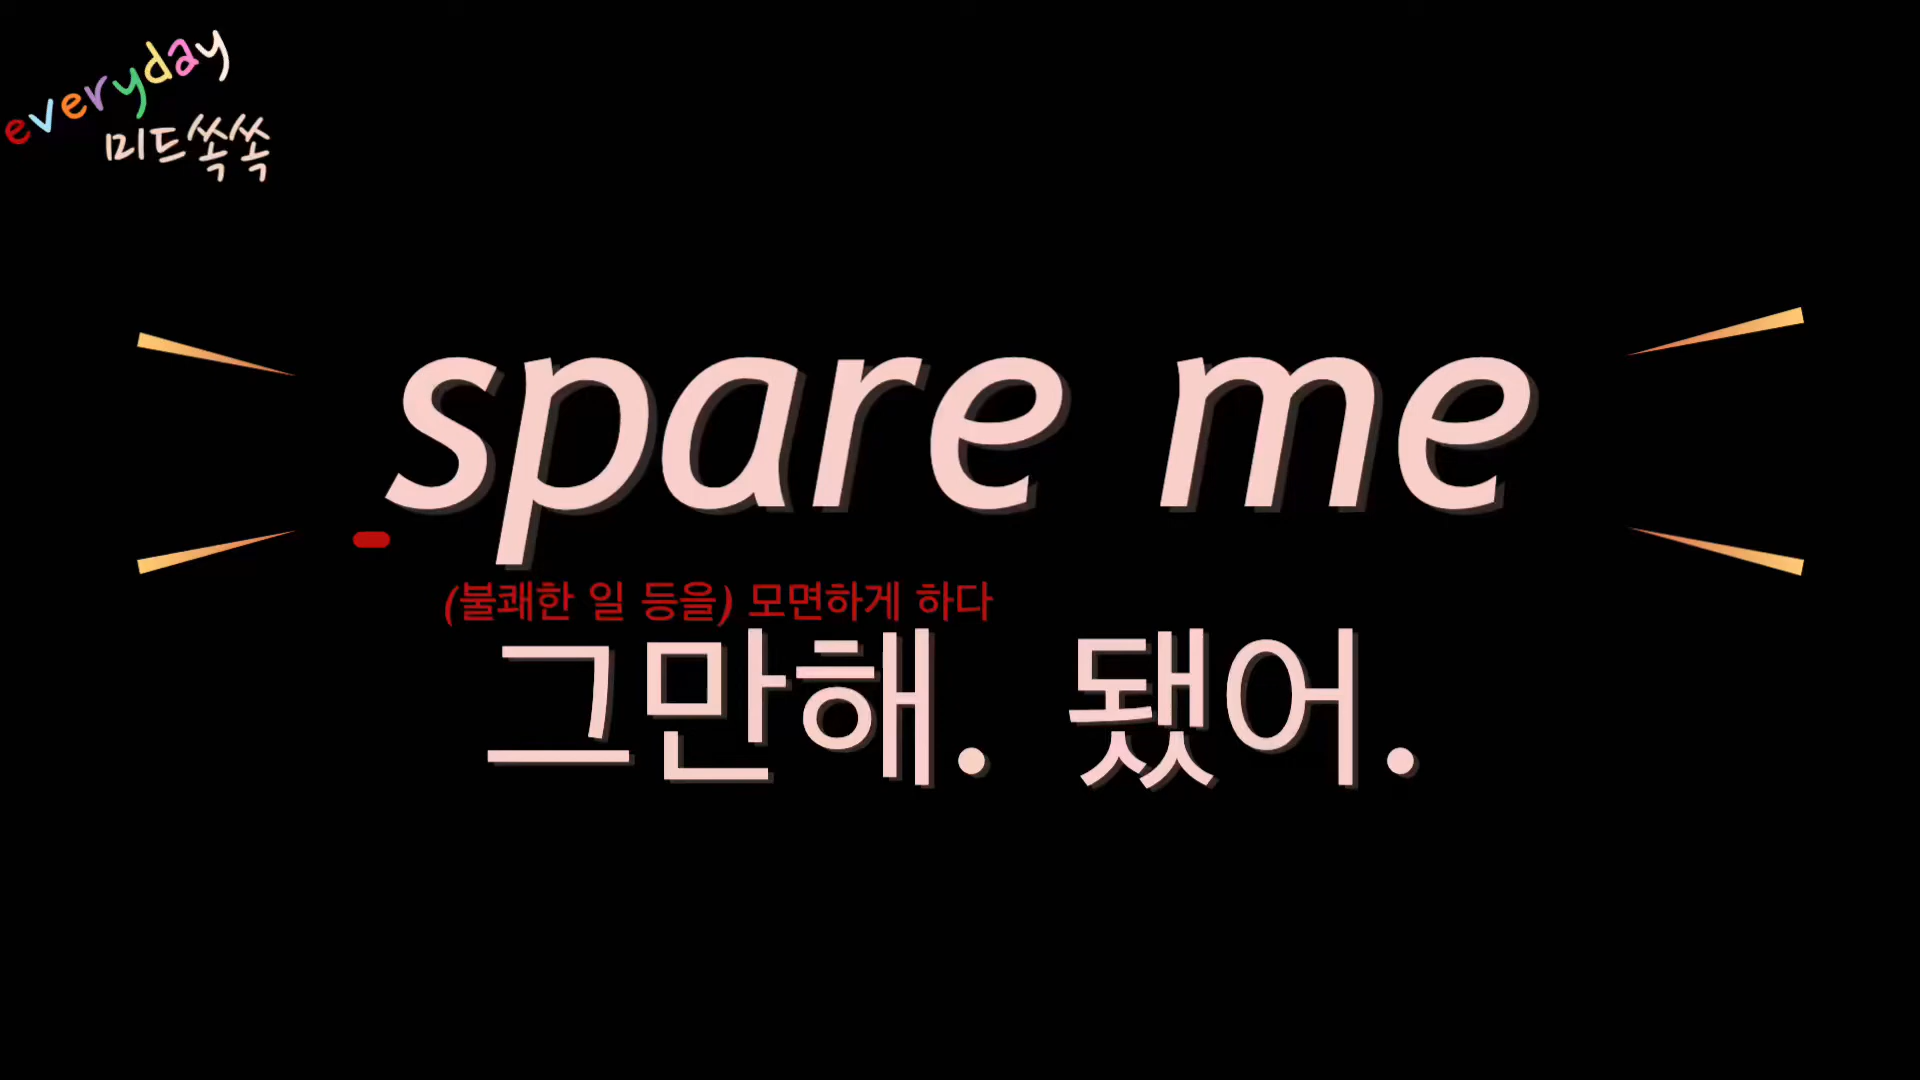 everyday
미드쏙쏙
spare me
(불쾌한 일 등을) 모면하게 하다
그만해. 됐어.